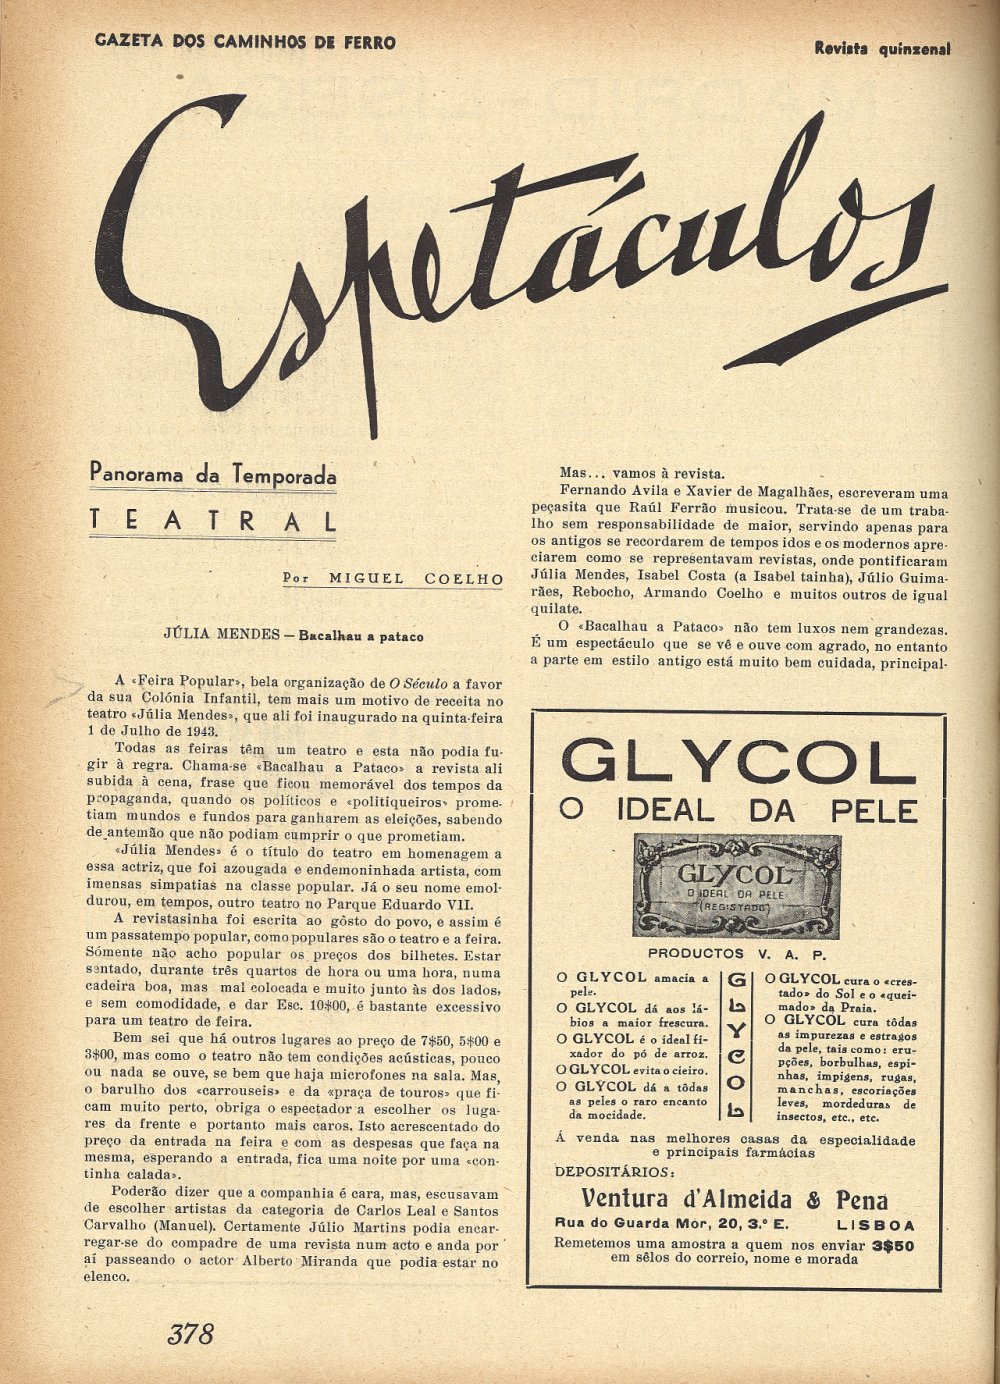 GAZETA DOS CAMINHOS DE FERRO
Revista quinzenal
Espetáculos
Panorama da Temporada
TEATRAL
Por MIGUEL COELHO
JÚLIA MENDES — Bacalhau a pataco
A «Feira Popular», bela organização de O Século a favor
da sua Colónia Infantil, tem mais um motivo de receita no
teatro «Júlia Mendes», que ali foi inaugurado na quinta-feira
1 de Julho de 1943.
Todas as feiras têm um teatro e esta não podia fu-
gir à regra. Chama-se «Bacalhau a Pataco» a revista ali
subida à cena, frase que ficou memorável dos tempos da
propaganda, quando os políticos e «politiqueiros» prome-
tiam mundos e fundos para ganharem as eleições, sabendo
de antemão que não podiam cumprir o que prometiam.
«Júlia Mendes» é o título do teatro em homenagem a
essa actriz, que foi azougada e endemoninhada artista, com
imensas simpatias na classe popular. Já o seu nome emol-
durou, em tempos, outro teatro no Parque Eduardo VII.
A revistasinha foi escrita ao gôsto do povo, e assim é
um passatempo popular, como populares são o teatro e a feira.
Sómente não acho popular os preços dos bilhetes. Estar
sentado, durante três quartos de hora ou uma hora, numa
cadeira boa, mas mal colocada e muito junto às dos lados,
e sem comodidade, e dar Esc. 10$00, é bastante excessivo
para um teatro de feira.
Bem sei que há outros lugares ao preço de 7$50, 5$00 e
3$00, mas como o teatro não tem condições acústicas, pouco
ou nada se ouve, se bem que haja microfones na sala. Mas,
o barulho dos «carrouseis» e da «praça de touros» que fi-
cam muito perto, obriga o espectador a escolher os luga-
res da frente e portanto mais caros. Isto acrescentado do
preço da entrada na feira e com as despesas que faça na
mesma, esperando a entrada, fica uma noite por uma «con-
tinha calada».
Poderão dizer que a companhia é cara, mas, escusavam
de escolher artistas da categoria de Carlos Leal e Santos
Carvalho (Manuel). Certamente Júlio Martins podia encar-
regar-se do compadre de uma revista num acto e anda por
aí passeando o actor Alberto Miranda que podia estar no
elenco.
Mas... vamos à revista.
Fernando Avila e Xavier de Magalhães, escreveram uma
peçasita que Raúl Ferrão musicou. Trata-se de um traba-
lho sem responsabilidade de maior, servindo apenas para
os antigos se recordarem de tempos idos e os modernos apre-
ciarem como se representavam revistas, onde pontificaram
Júlia Mendes, Isabel Costa (a Isabel tainha), Júlio Guima-
rães, Rebocho, Armando Coelho e muitos outros de igual
quilate.
O «Bacalhau a Pataco» não tem luxos nem grandezas.
É um espectáculo que se vê e ouve com agrado, no entanto
a parte em estilo antigo está muito bem cuidada, principal-
GLYCOL
O IDEAL DA PELE
GLYCOL
O IDEAL DA PELE
(REGISTADO)
PRODUCTOS V. A. P.
O GLYCOL amacia a
pele.
O GLYCOL dá aos lá-
bios a maior frescura.
O GLYCOL é o ideal fi-
xador do pó de arroz.
O GLYCOL evita o cieiro.
O GLYCOL dá a tôdas
as peles o raro encanto
da mocidade.
GLYCOL
O GLYCOL cura o «cres-
tado» do Sol e o «quei-
mado» da Praia.
O GLYCOL cura tôdas
as impurezas e estragos
da pele, tais como: eru-
pções, borbulhas, espi-
nhas, impigens, rugas,
manchas, escoriações
leves, mordeduras de
insectos, etc., etc.
Á venda nas melhores casas da especialidade
e principais farmácias
DEPOSITÁRIOS:
Ventura d'Almeida & Pena
Rua do Guarda Mór, 20, 3.º E. LISBOA
Remetemos uma amostra a quem nos enviar 3$50
em sêlos do correio, nome e morada
378